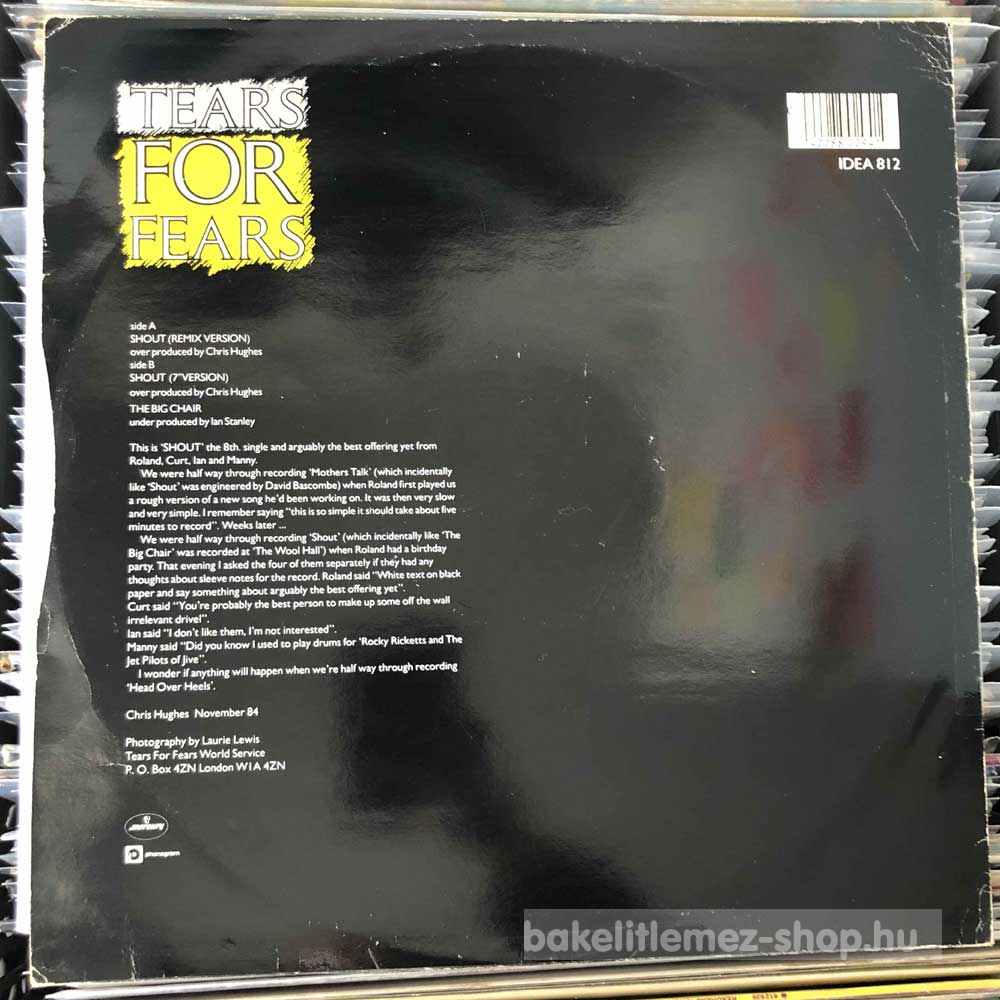 TEARS
FOR
FEARS
IDEA 812
side A
SHOUT (REMIX VERSION)
over produced by Chris Hughes
side B
SHOUT (7"VERSION)
over produced by Chris Hughes
THE BIG CHAIR
under produced by Ian Stanley
This is 'SHOUT' the 8th. single and arguably the best offering yet from
Roland, Curt, Ian and Manny.
We were half way through recording 'Mothers Talk' (which incidentally
like 'Shout' was engineered by David Bascombe) when Roland first played us
a rough version of a new song he'd been working on. It was then very slow
and very simple. I remember saying "this is so simple it should take about five
minutes to record". Weeks later ...
We were half way through recording 'Shout' (which incidentally like 'The
Big Chair' was recorded at 'The Wool Hall') when Roland had a birthday
party. That evening I asked the four of them separately if they had any
thoughts about sleeve notes for the record. Roland said "White text on black
paper and say something about arguably the best offering yet".
Curt said "You're probably the best person to make up some off the wall
irrelevant drivel".
Ian said "I don't like them, I'm not interested".
Manny said "Did you know I used to play drums for 'Rocky Ricketts and The
Jet Pilots of Jive".
I wonder if anything will happen when we're half way through recording
'Head Over Heels'.
Chris Hughes November 84
Photography by Laurie Lewis
Tears For Fears World Service
P. O. Box 4ZN London W1A 4ZN
mercury
phonogram
bakelitlemez-shop.hu